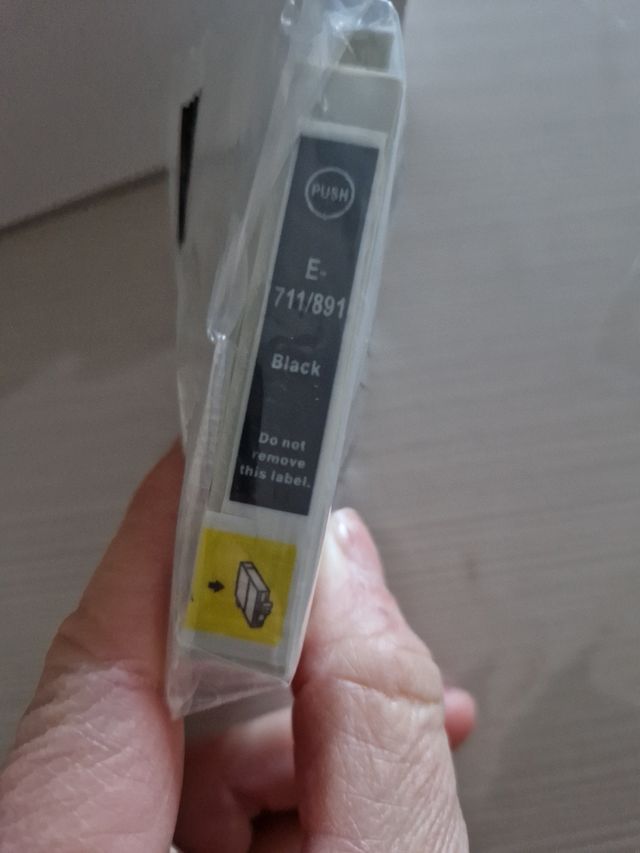 PUSH
E-
711/891
Black
Do not
remove
this label.